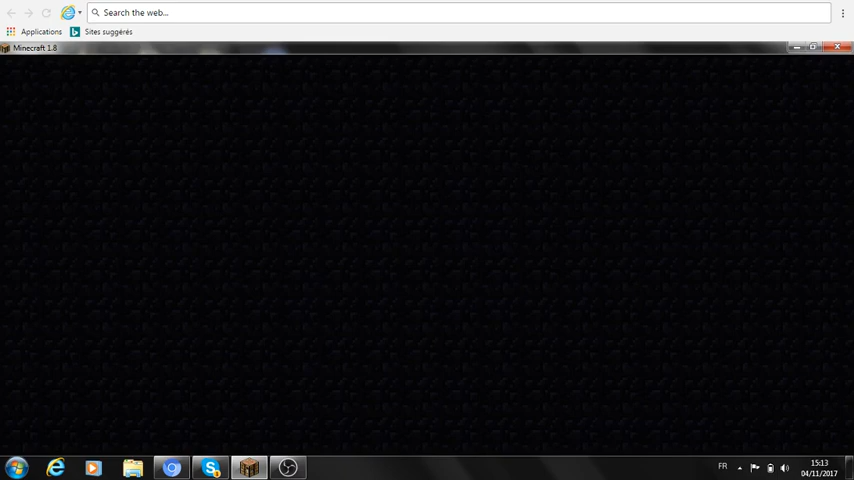 Search the web...
Applications
Sites suggérés
Minecraft 1.8
FR
15:13
04/11/2017